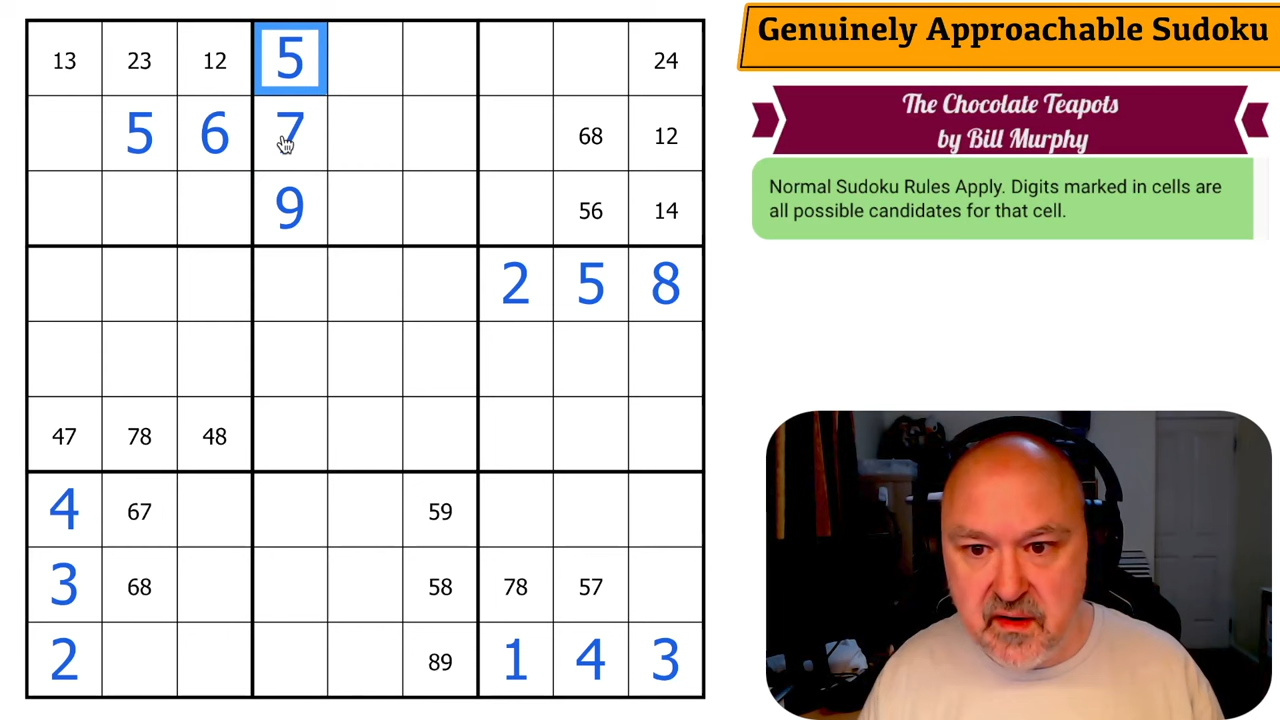 Genuinely Approachable Sudoku
The Chocolate Teapots
by Bill Murphy
Normal Sudoku Rules Apply. Digits marked in cells are
all possible candidates for that cell.
13 23 12 5 24
5 6 7 68 12
9 56 14
2 5 8
47 78 48
4 67 59
3 68 58 78 57
2 89 1 4 3